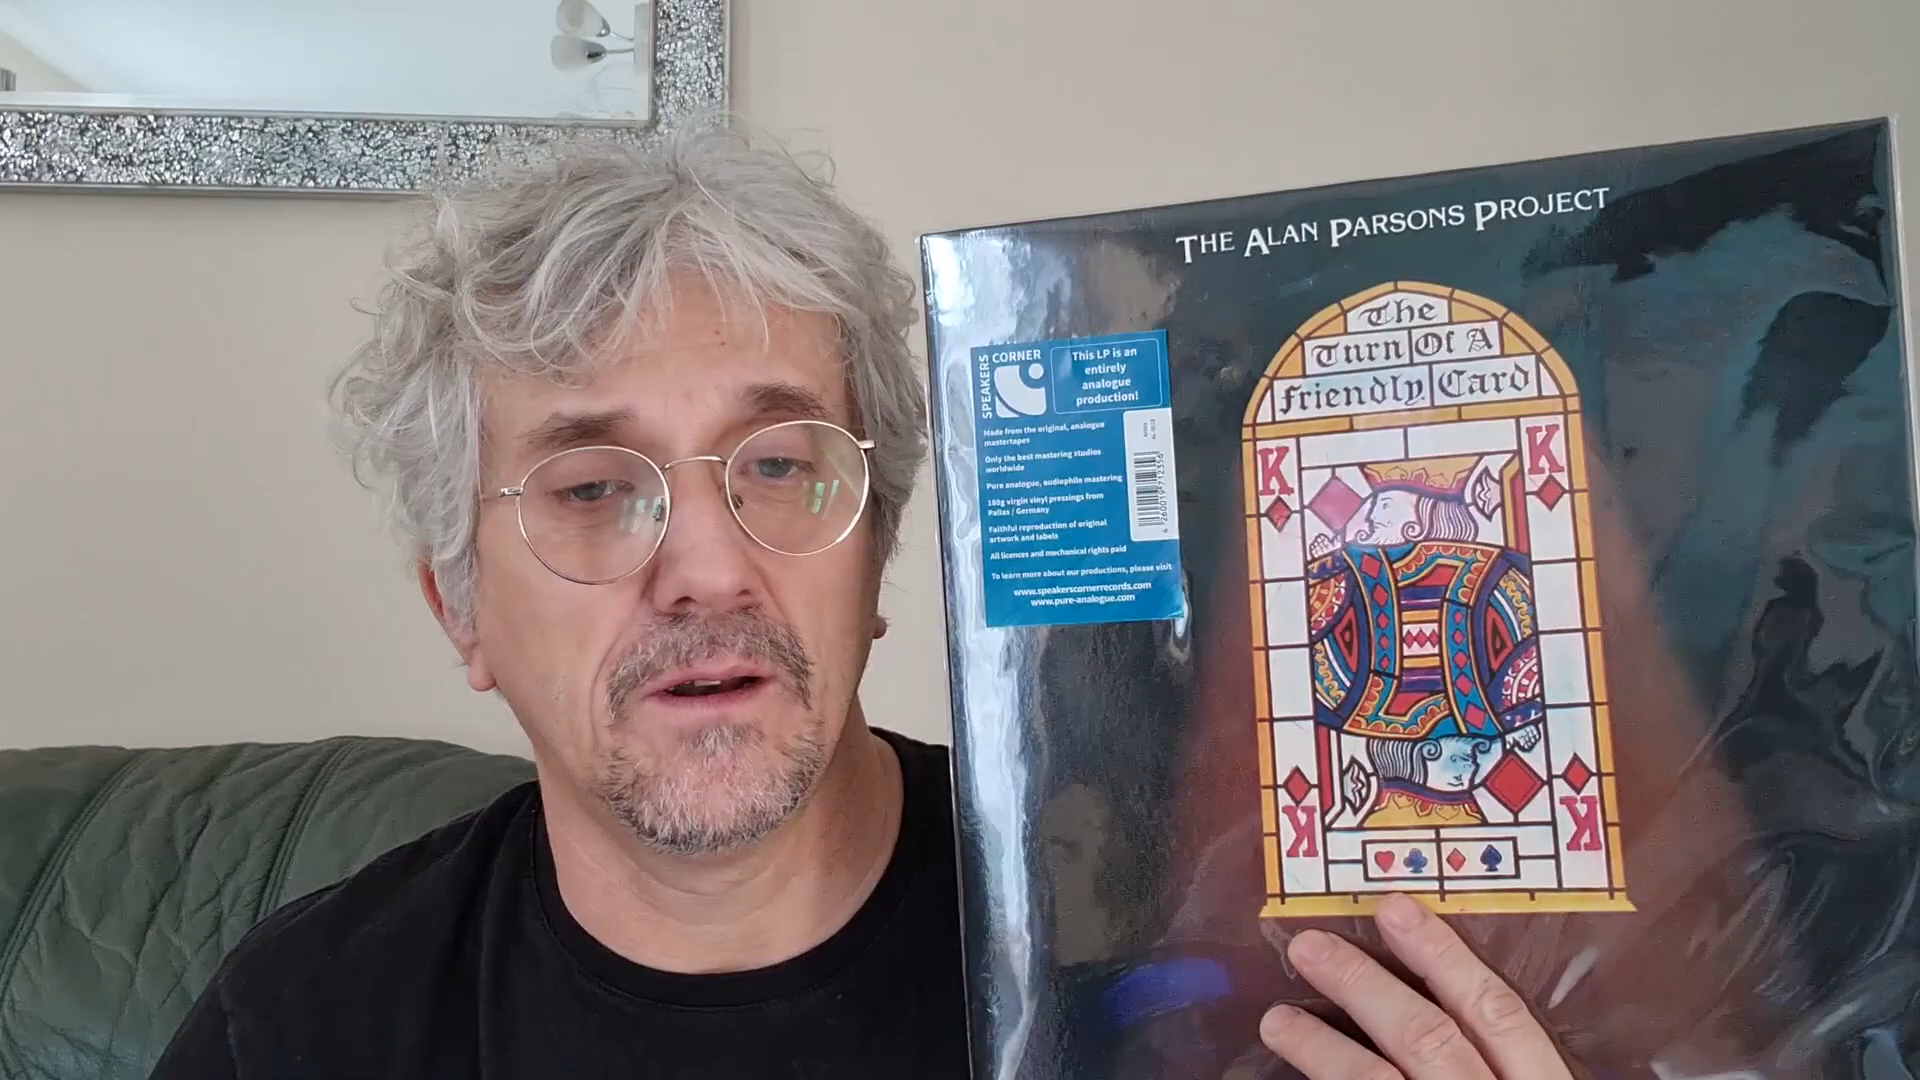 THE ALAN PARSONS PROJECT
The
Turn Of A
Friendly Card
K
K
K
K
SPEAKERS
CORNER
This LP is an
entirely
analogue
production!
Made from the original, analogue
mastertapes
Only the best mastering studios
worldwide
Pure analogue, audiophile mastering
180g virgin vinyl pressings from
Pallas / Germany
Faithful reproduction of original
artwork and labels
All licences and mechanical rights paid
To learn more about our productions, please visit
www.speakerscornerrecords.com
www.pure-analogue.com
4 260019 712356